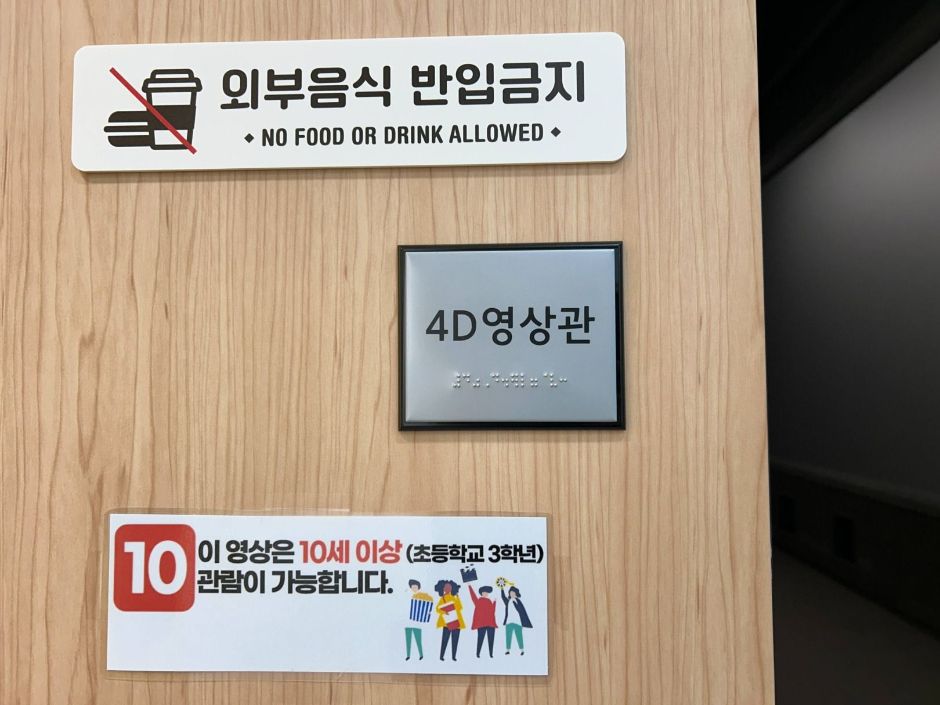 외부음식 반입금지
NO FOOD OR DRINK ALLOWED
4D영상관
10 이 영상은 10세 이상 (초등학교 3학년)
관람이 가능합니다.